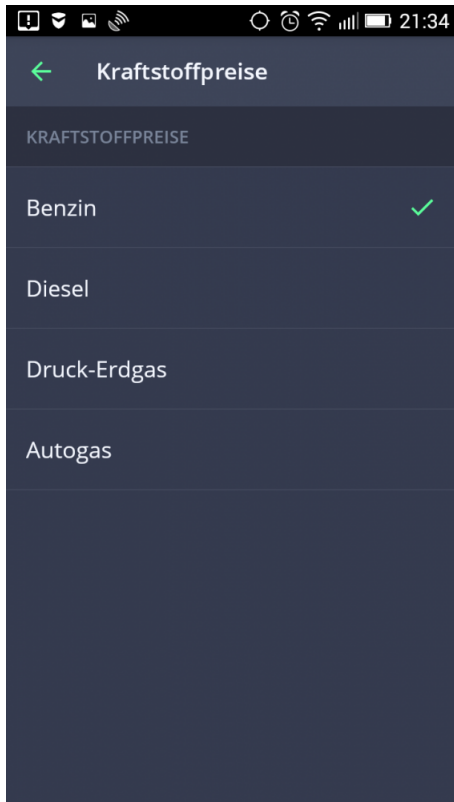 21:34
Kraftstoffpreise
KRAFTSTOFFPREISE
Benzin
Diesel
Druck-Erdgas
Autogas